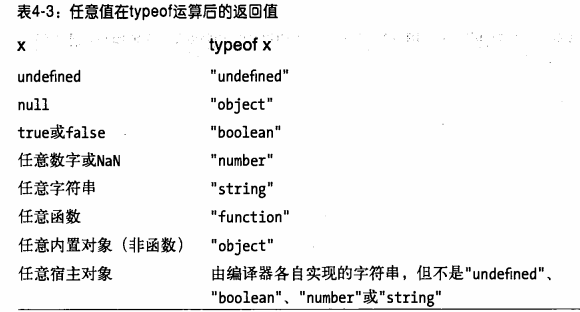 表4-3：任意值在typeof运算后的返回值
x typeof x
undefined "undefined"
null "object"
true或false "boolean"
任意数字或NaN "number"
任意字符串 "string"
任意函数 "function"
任意内置对象（非函数） "object"
任意宿主对象 由编译器各自实现的字符串，但不是"undefined"、
"boolean"、"number"或"string"